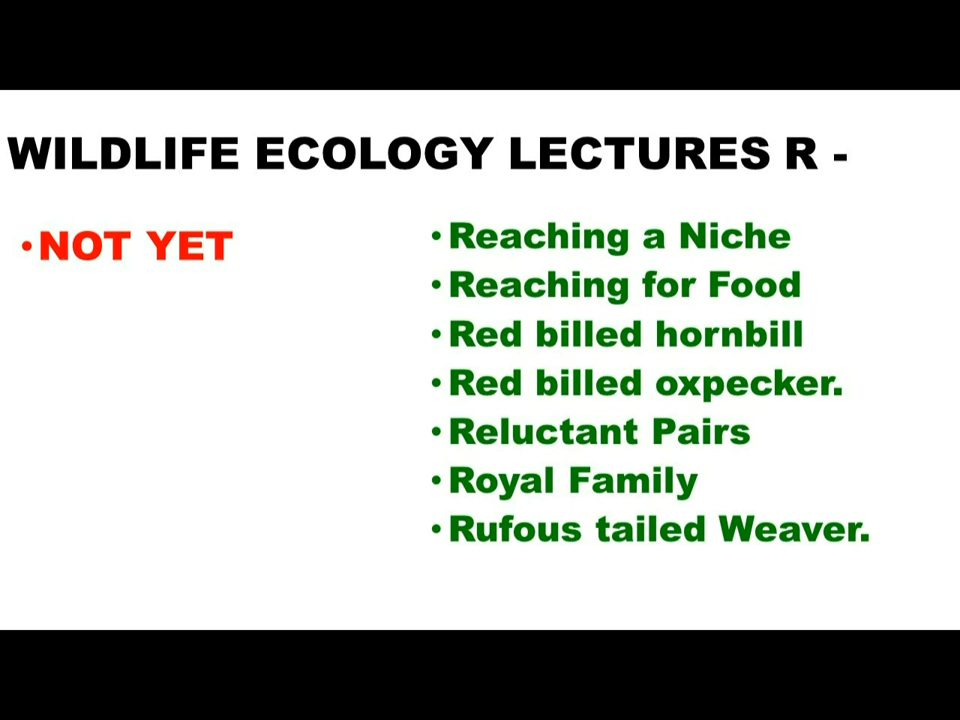 WILDLIFE ECOLOGY LECTURES R -
• NOT YET
• Reaching a Niche
• Reaching for Food
• Red billed hornbill
• Red billed oxpecker.
• Reluctant Pairs
• Royal Family
• Rufous tailed Weaver.